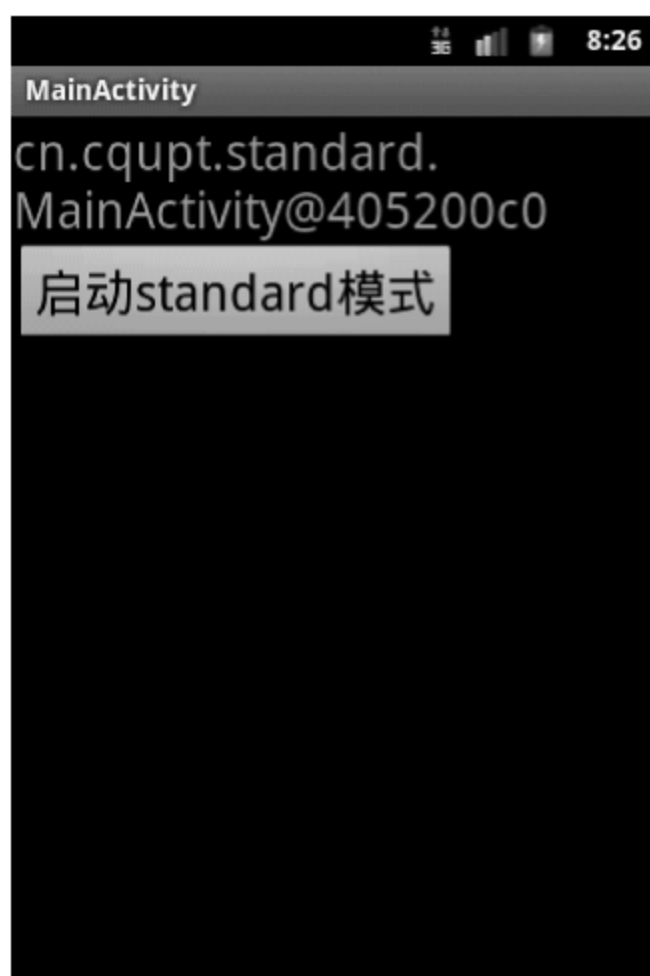 3G 8:26
MainActivity
cn.cqupt.standard.
MainActivity@405200c0
启动standard模式